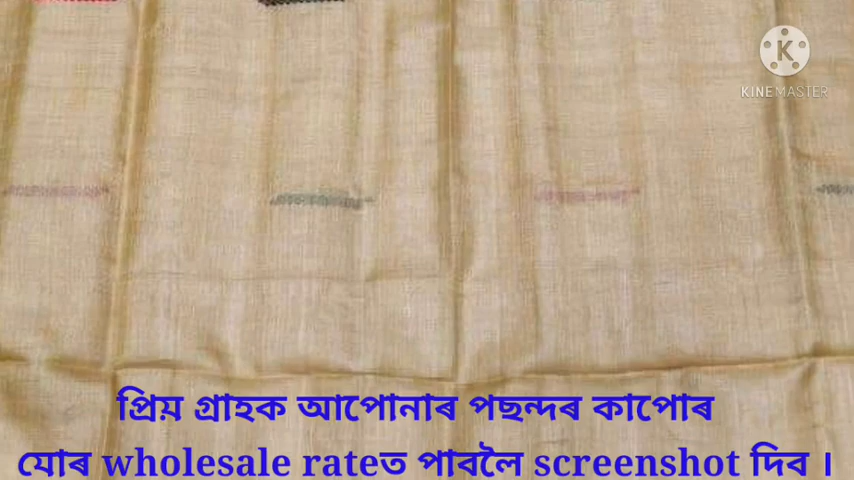 KINEMASTER
প্ৰিয় গ্ৰাহক আপোনাৰ পছন্দৰ কাপোৰ
যোৰ wholesale rateত পাবলৈ screenshot দিব ।